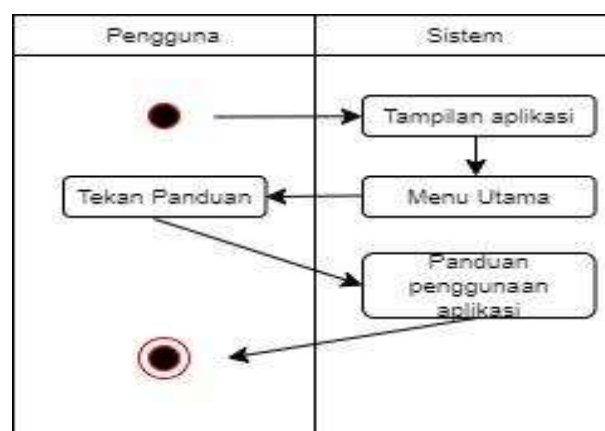 Pengguna
Sistem
Tampilan aplikasi
Tekan Panduan
Menu Utama
Panduan
penggunaan
aplikasi